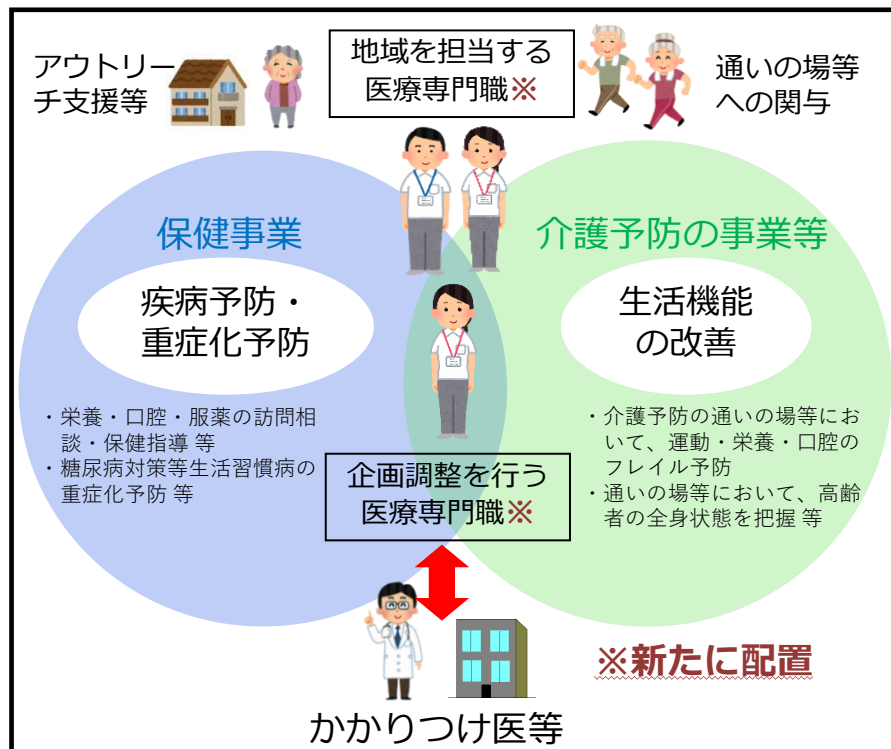 アウトリー
チ支援等
地域を担当する
医療専門職※
通いの場等
への関与
保健事業
介護予防の事業等
疾病予防・
重症化予防
生活機能
の改善
・栄養・口腔・服薬の訪問相
談・保健指導 等
・糖尿病対策等生活習慣病の
重症化予防 等
・介護予防の通いの場等にお
いて、運動・栄養・口腔の
フレイル予防
・通いの場等において、高齢
者の全身状態を把握 等
企画調整を行う
医療専門職※
※新たに配置
かかりつけ医等